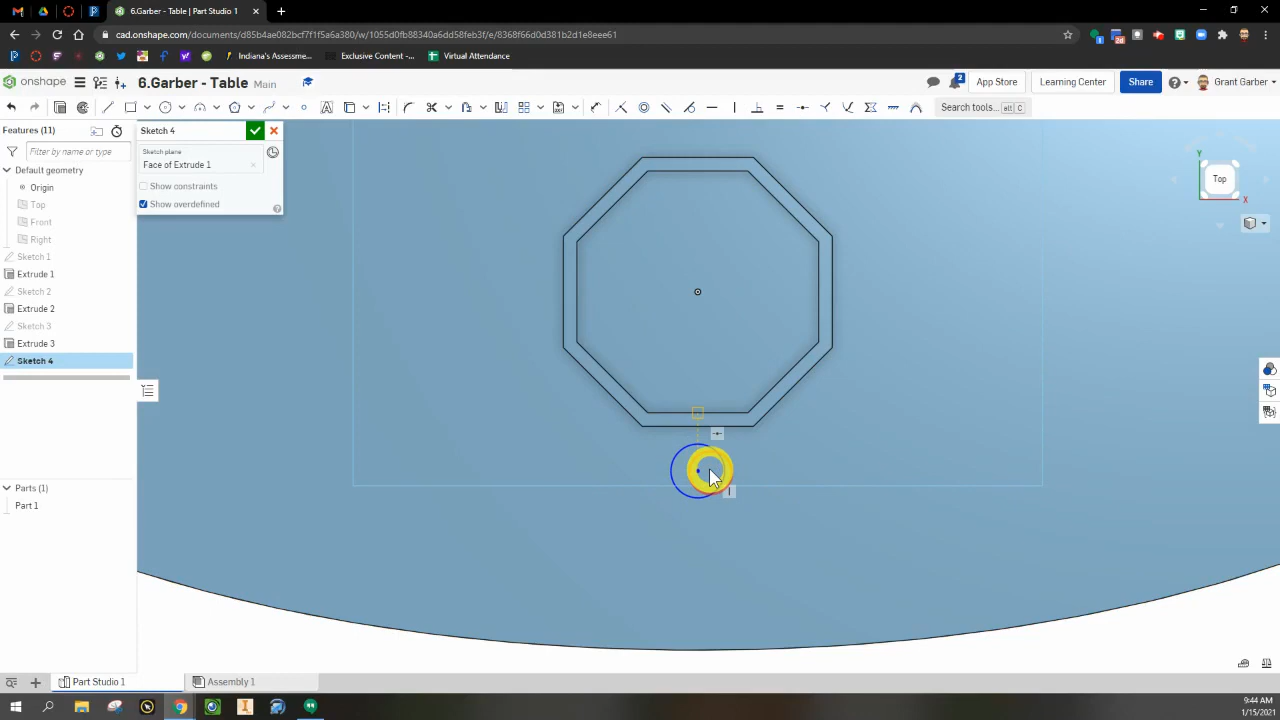 6.Garber - Table | Part Studio 1
cad.onshape.com/documents/d85b4ae082bcf7f1f5a6a380/w/1055d0fb88340a6dd58feb3f/e/8368f66d0d381b2d1e8eee61
Indiana's Assessme...
Exclusive Content -...
Virtual Attendance
onshape
6.Garber - Table
Main
2
App Store
Learning Center
Share
Grant Garber
Search tools...
alt
C
Features (11)
Filter by name or type
Default geometry
Origin
Top
Front
Right
Sketch 1
Extrude 1
Sketch 2
Extrude 2
Sketch 3
Extrude 3
Sketch 4
Parts (1)
Part 1
Sketch 4
Sketch plane
Face of Extrude 1
Show constraints
Show overdefined
Y
Top
X
Part Studio 1
Assembly 1
9:44 AM
1/15/2021